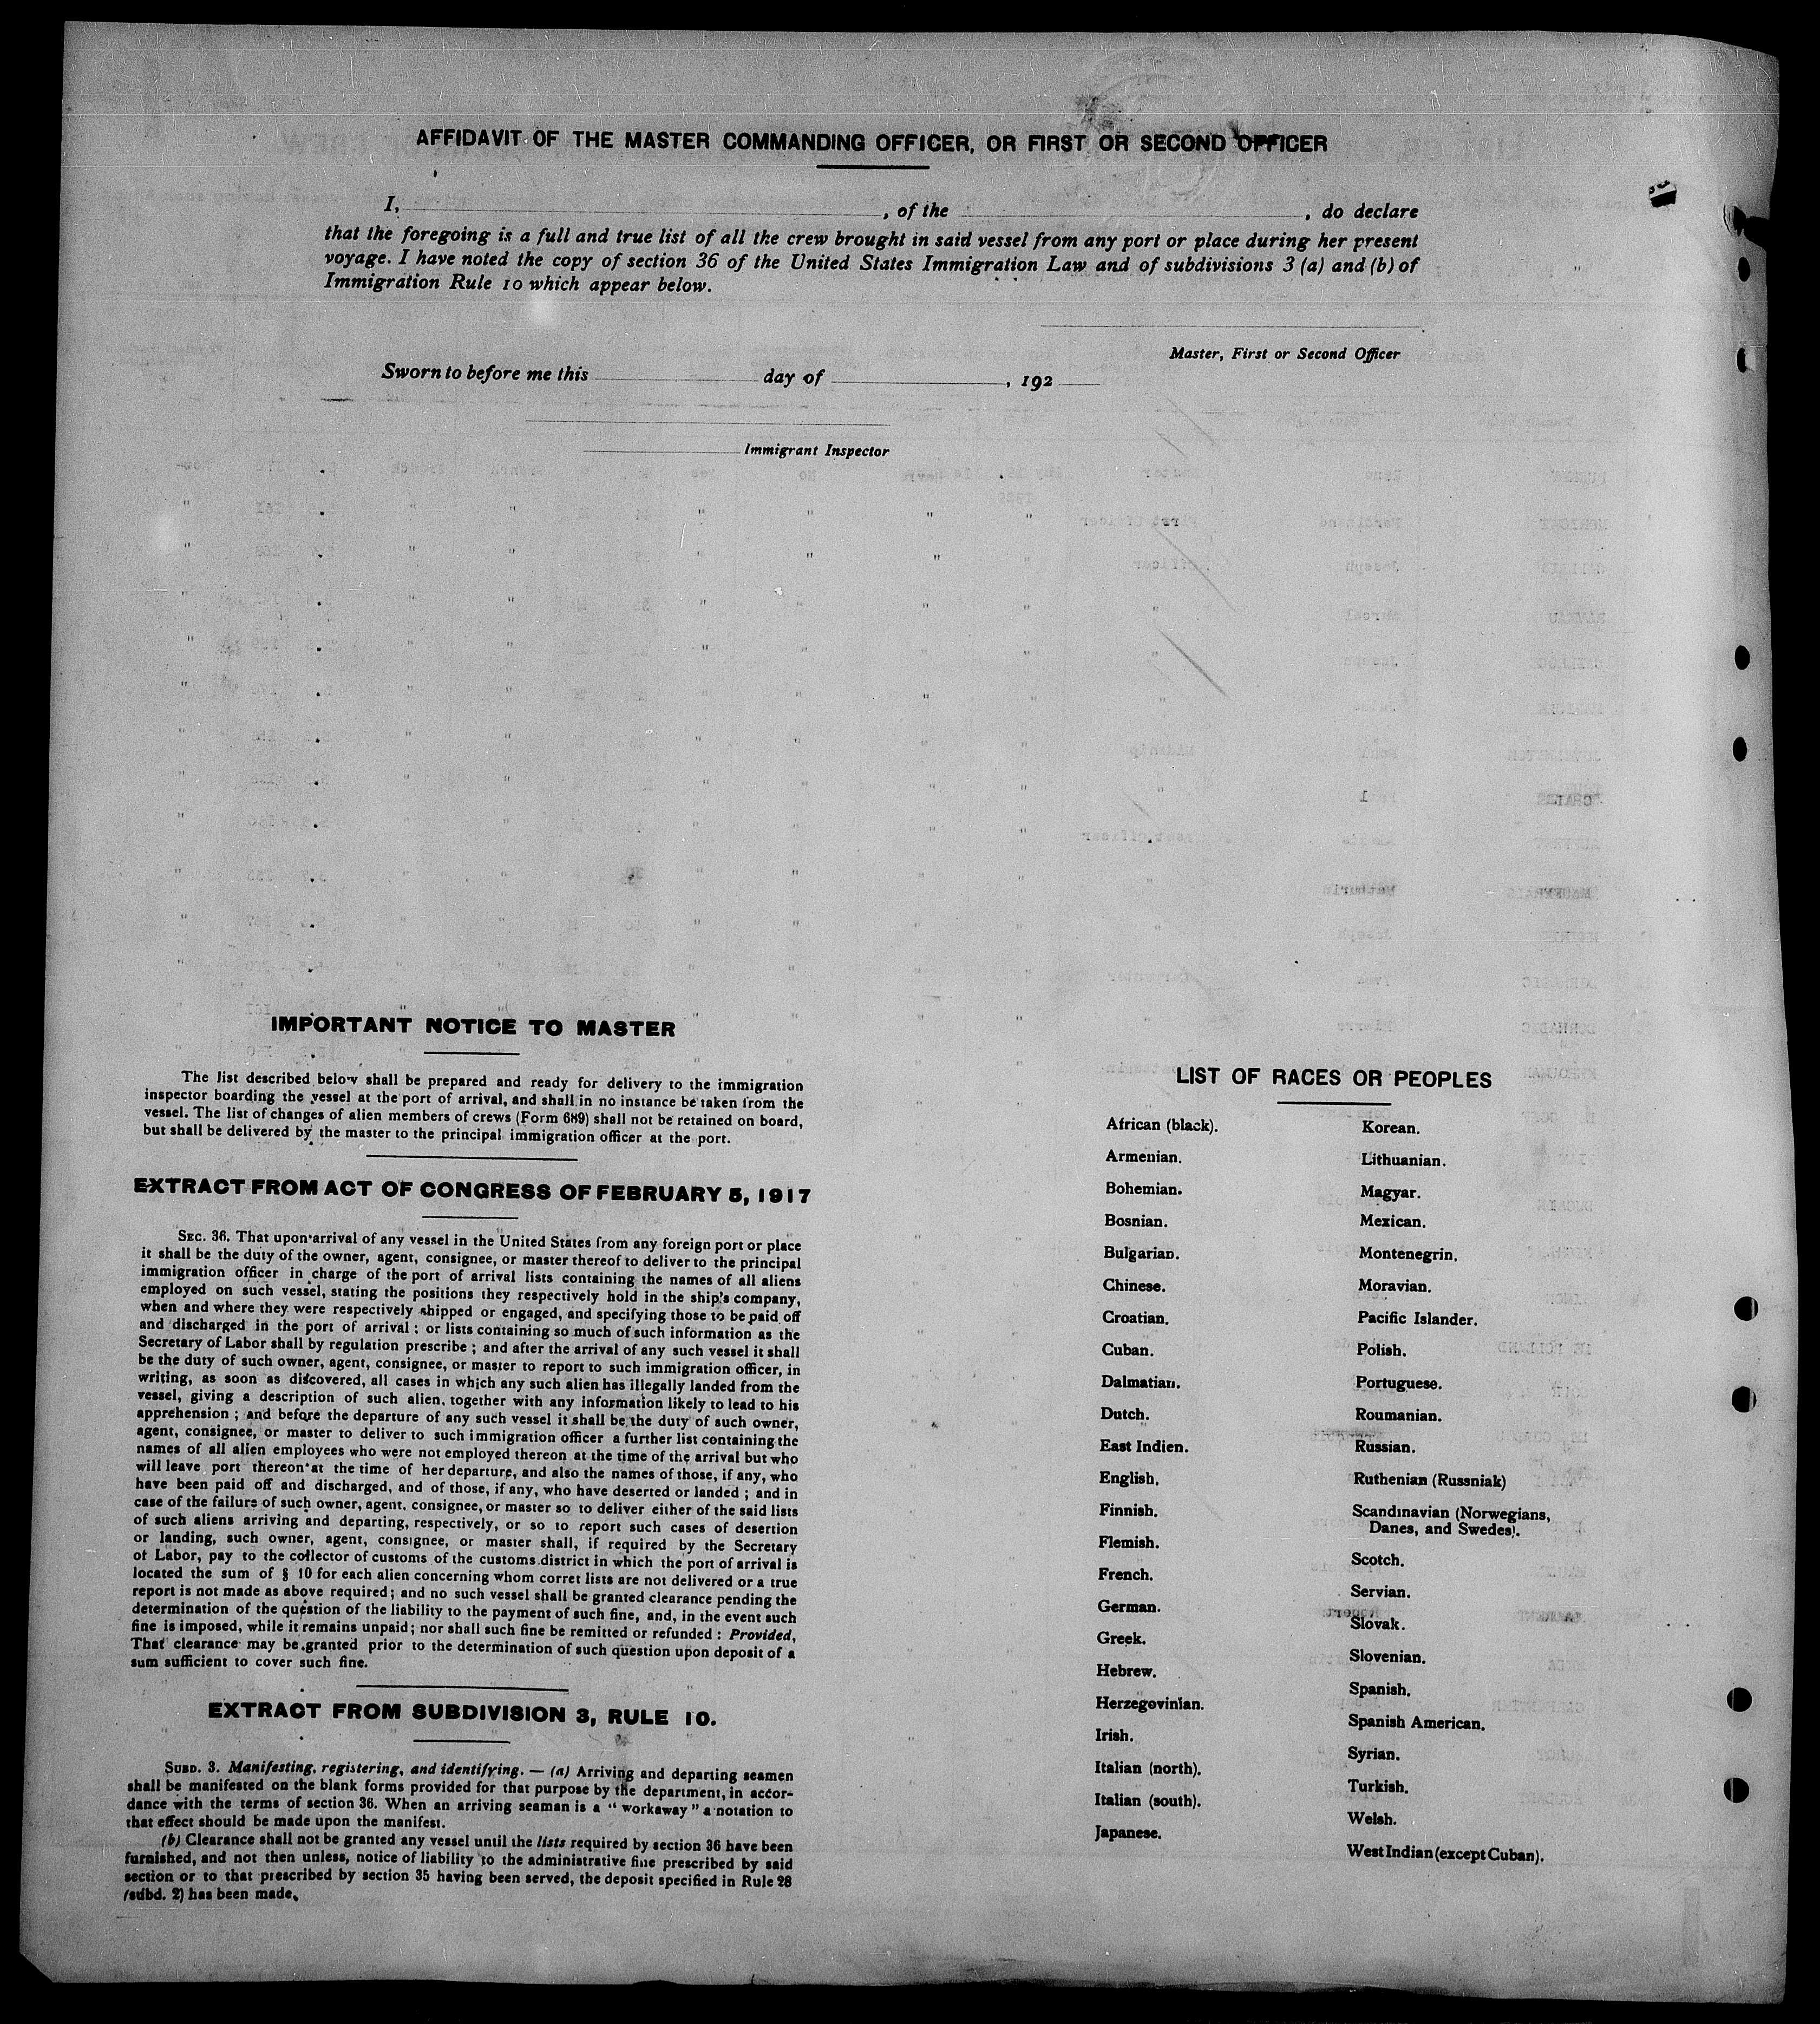 AFFIDAVIT OF THE MASTER COMMANDING OFFICER, OR FIRST OR SECOND OFFICER
I, , of the , do declare
that the foregoing is a full and true list of all the crew brought in said vessel from any port or place during her present
voyage. I have noted the copy of section 36 of the United States Immigration Law and of subdivisions 3 (a) and (b) of
Immigration Rule 10 which appear below.
Master, First or Second Officer
Sworn to before me this day of , 192
Immigrant Inspector
IMPORTANT NOTICE TO MASTER
The list described below shall be prepared and ready for delivery to the immigration
inspector boarding the vessel at the port of arrival, and shall in no instance be taken from the
vessel. The list of changes of alien members of crews (Form 689) shall not be retained on board,
but shall be delivered by the master to the principal immigration officer at the port.
EXTRACT FROM ACT OF CONGRESS OF FEBRUARY 5, 1917
SEC. 36. That upon arrival of any vessel in the United States from any foreign port or place
it shall be the duty of the owner, agent, consignee, or master thereof to deliver to the principal
immigration officer in charge of the port of arrival lists containing the names of all aliens
employed on such vessel, stating the positions they respectively hold in the ship's company,
when and where they were respectively shipped or engaged, and specifying those to be paid off
and discharged in the port of arrival; or lists containing so much of such information as the
Secretary of Labor shall by regulation prescribe; and after the arrival of any such vessel it shall
be the duty of such owner, agent, consignee, or master to report to such immigration officer, in
writing, as soon as discovered, all cases in which any such alien has illegally landed from the
vessel, giving a description of such alien, together with any information likely to lead to his
apprehension; and before the departure of any such vessel it shall be the duty of such owner,
agent, consignee, or master to deliver to such immigration officer a further list containing the
names of all alien employees who were not employed thereon at the time of the arrival but who
will leave port thereon at the time of her departure, and also the names of those, if any, who
have been paid off and discharged, and of those, if any, who have deserted or landed; and in
case of the failure of such owner, agent, consignee, or master so to deliver either of the said lists
of such aliens arriving and departing, respectively, or so to report such cases of desertion
or landing, such owner, agent, consignee, or master shall, if required by the Secretary
of Labor, pay to the collector of customs of the customs district in which the port of arrival is
located the sum of § 10 for each alien concerning whom corret lists are not delivered or a true
report is not made as above required; and no such vessel shall be granted clearance pending the
determination of the question of the liability to the payment of such fine, and, in the event such
fine is imposed, while it remains unpaid; nor shall such fine be remitted or refunded: Provided,
That clearance may be granted prior to the determination of such question upon deposit of a
sum sufficient to cover such fine.
EXTRACT FROM SUBDIVISION 3, RULE 10.
SUBD. 3. Manifesting, registering, and identifying. — (a) Arriving and departing seamen
shall be manifested on the blank forms provided for that purpose by the department, in accor-
dance with the terms of section 36. When an arriving seaman is a "workaway" a notation to
that effect should be made upon the manifest.
(b) Clearance shall not be granted any vessel until the lists required by section 36 have been
furnished, and not then unless, notice of liability to the administrative fine prescribed by said
section or to that prescribed by section 35 having been served, the deposit specified in Rule 28
(subd. 2) has been made.
LIST OF RACES OR PEOPLES
African (black).
Armenian.
Bohemian.
Bosnian.
Bulgarian.
Chinese.
Croatian.
Cuban.
Dalmatian.
Dutch.
East Indien.
English.
Finnish.
Flemish.
French.
German.
Greek.
Hebrew.
Herzegovinian.
Irish.
Italian (north).
Italian (south).
Japanese.
Korean.
Lithuanian.
Magyar.
Mexican.
Montenegrin.
Moravian.
Pacific Islander.
Polish.
Portuguese.
Roumanian.
Russian.
Ruthenian (Russniak)
Scandinavian (Norwegians,
Danes, and Swedes).
Scotch.
Servian.
Slovak.
Slovenian.
Spanish.
Spanish American.
Syrian.
Turkish.
Welsh.
West Indian (except Cuban).